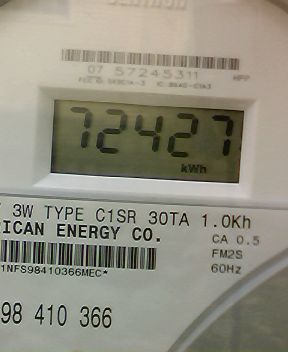 07 57245311 HPP
72427
kWh
3W TYPE C1SR 30TA 1.0Kh
ICAN ENERGY CO.
CA 0.5
FM2S
60Hz
1NFS98410366MEC*
98 410 366